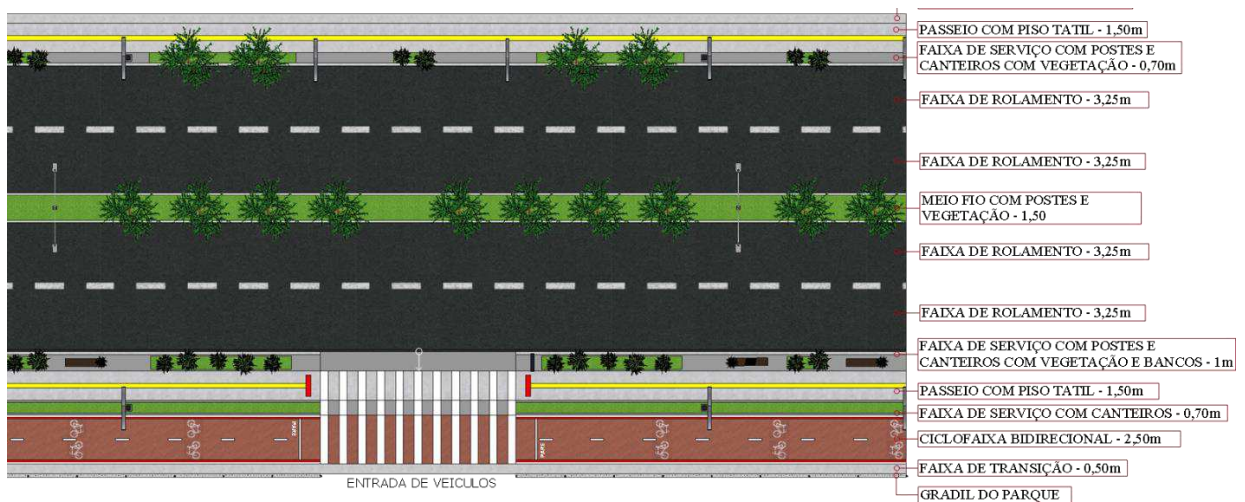 PASSEIO COM PISO TATIL - 1,50m
FAIXA DE SERVIÇO COM POSTES E
CANTEIROS COM VEGETAÇÃO - 0,70m
FAIXA DE ROLAMENTO - 3,25m
FAIXA DE ROLAMENTO - 3,25m
MEIO FIO COM POSTES E
VEGETAÇÃO - 1,50
FAIXA DE ROLAMENTO - 3,25m
FAIXA DE ROLAMENTO - 3,25m
FAIXA DE SERVIÇO COM POSTES E
CANTEIROS COM VEGETAÇÃO E BANCOS - 1m
PASSEIO COM PISO TATIL - 1,50m
FAIXA DE SERVIÇO COM CANTEIROS - 0,70m
PARE
PARE
CICLOFAIXA BIDIRECIONAL - 2,50m
FAIXA DE TRANSIÇÃO - 0,50m
ENTRADA DE VEICULOS
GRADIL DO PARQUE